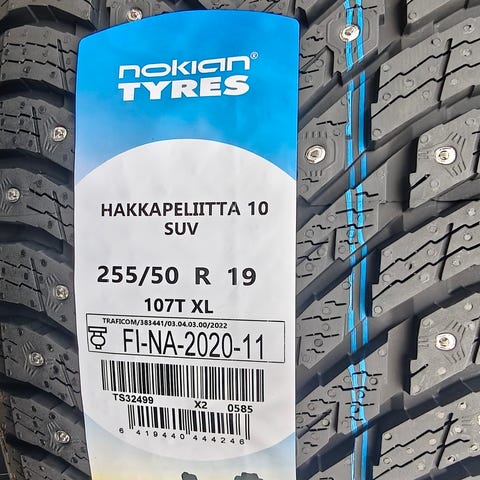 nokian®
TYRES
HAKKAPELIITTA 10
SUV
255/50 R 19
107T XL
TRAFICOM/383441/03.04.03.00/2022
FI-NA-2020-11
TS32499 X2 0585
6 419440 444246